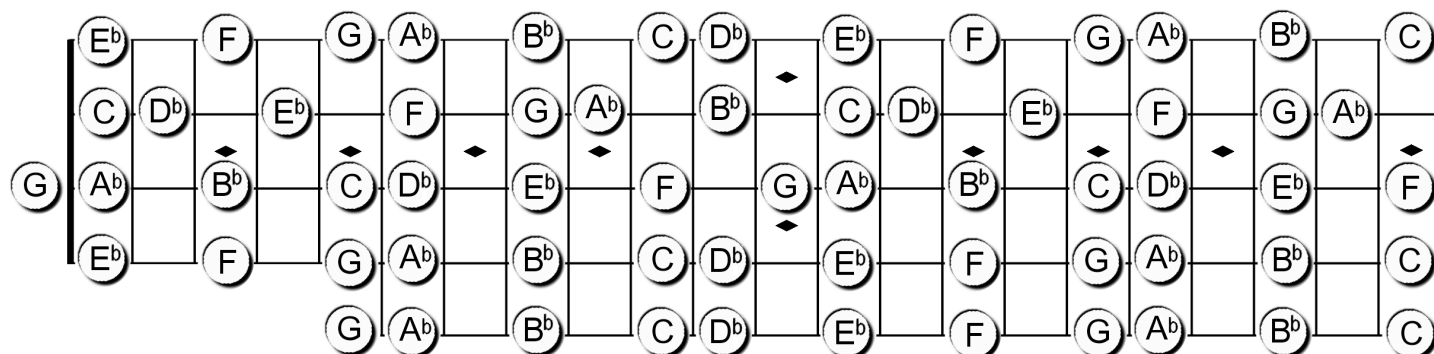 E♭ F G A♭ B♭ C D♭ E♭ F G A♭ B♭ C
C D♭ E♭ F G A♭ B♭ C D♭ E♭ F G A♭
G A♭ B♭ C D♭ E♭ F G A♭ B♭ C D♭ E♭ F
E♭ F G A♭ B♭ C D♭ E♭ F G A♭ B♭ C
G A♭ B♭ C D♭ E♭ F G A♭ B♭ C